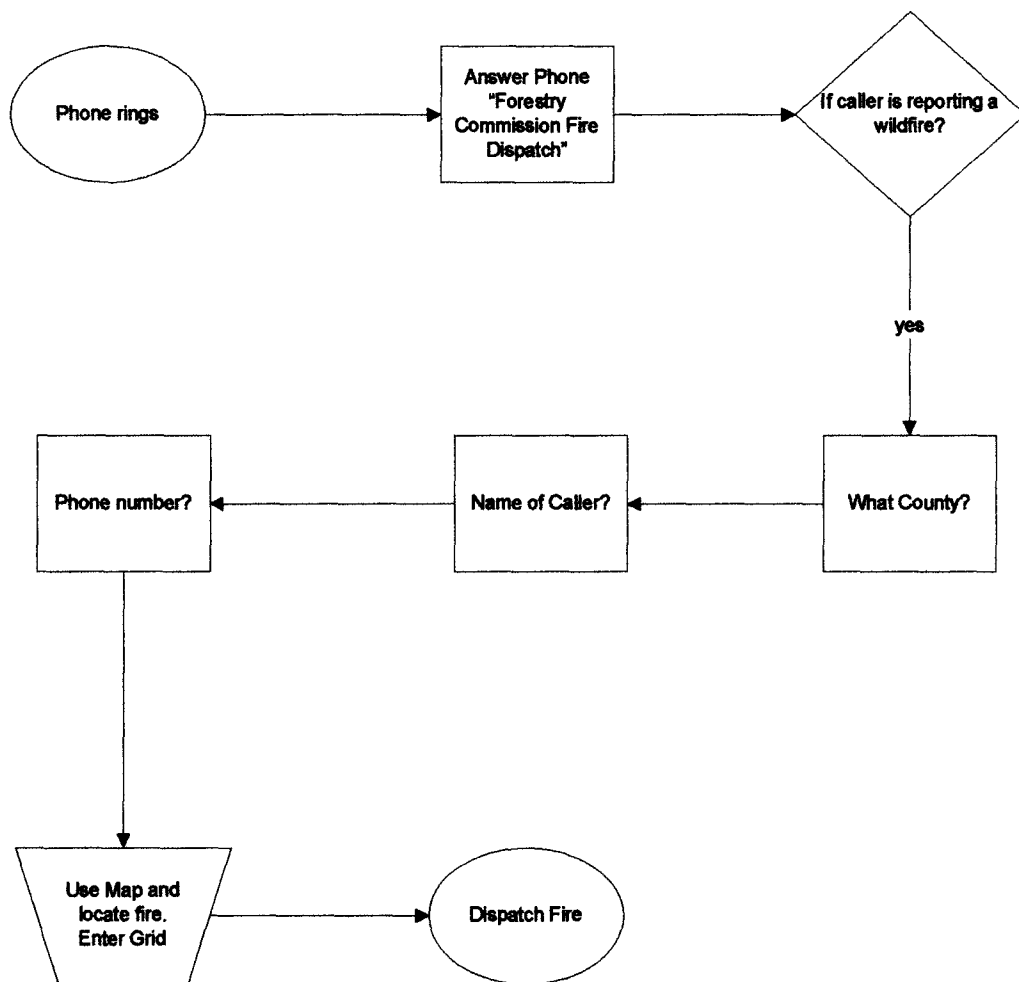 Phone rings
Answer Phone
“Forestry
Commission Fire
Dispatch”
If caller is reporting a
wildfire?
yes
What County?
Name of Caller?
Phone number?
Use Map and
locate fire.
Enter Grid
Dispatch Fire